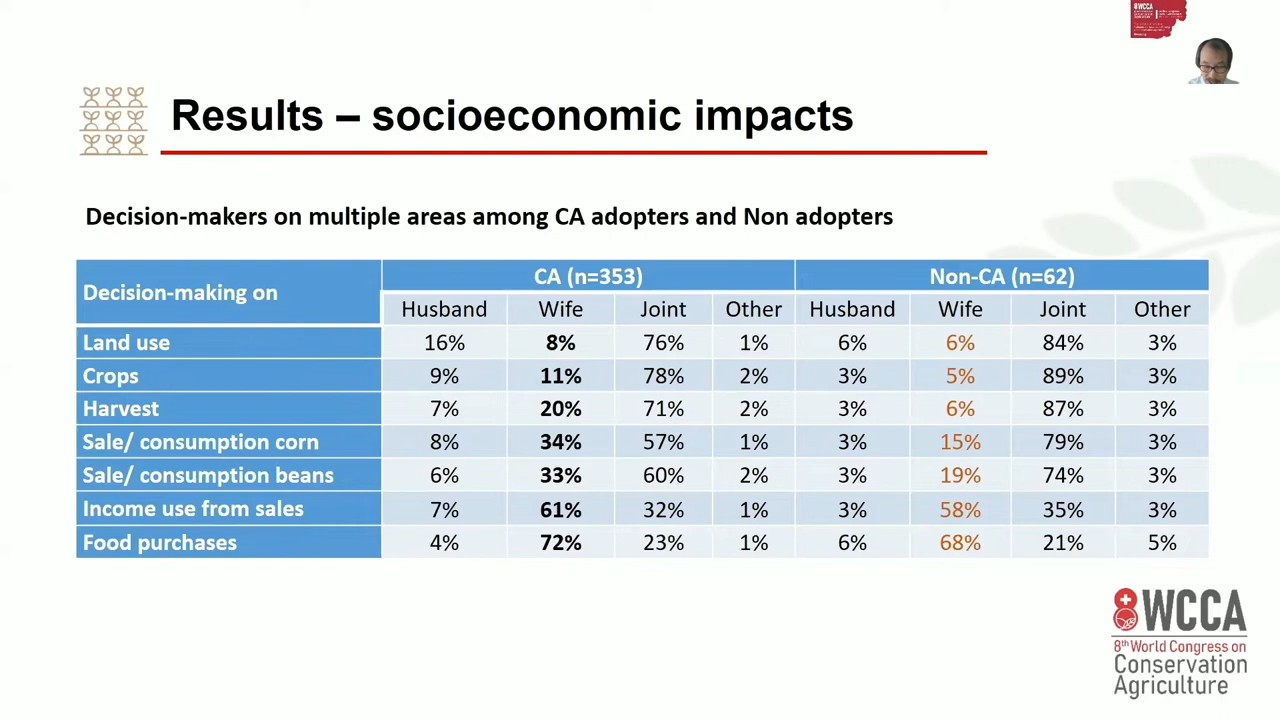 8WCCA
Results – socioeconomic impacts
Decision-makers on multiple areas among CA adopters and Non adopters
Decision-making on CA (n=353) Non-CA (n=62)
Husband Wife Joint Other Husband Wife Joint Other
Land use 16% 8% 76% 1% 6% 6% 84% 3%
Crops 9% 11% 78% 2% 3% 5% 89% 3%
Harvest 7% 20% 71% 2% 3% 6% 87% 3%
Sale/ consumption corn 8% 34% 57% 1% 3% 15% 79% 3%
Sale/ consumption beans 6% 33% 60% 2% 3% 19% 74% 3%
Income use from sales 7% 61% 32% 1% 3% 58% 35% 3%
Food purchases 4% 72% 23% 1% 6% 68% 21% 5%
8WCCA
8th World Congress on
Conservation
Agriculture